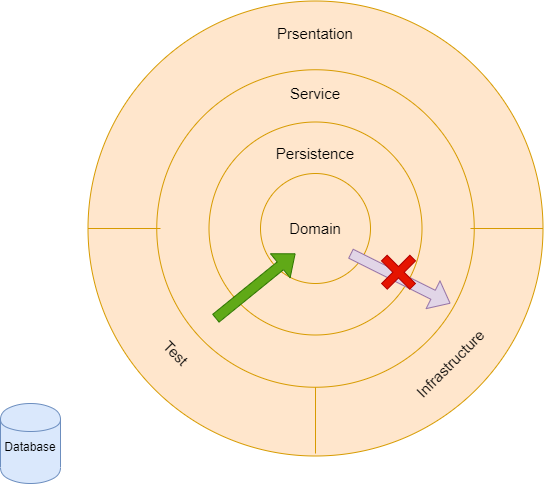 Prsentation
Service
Persistence
Domain
Test
Infrastructure
Database